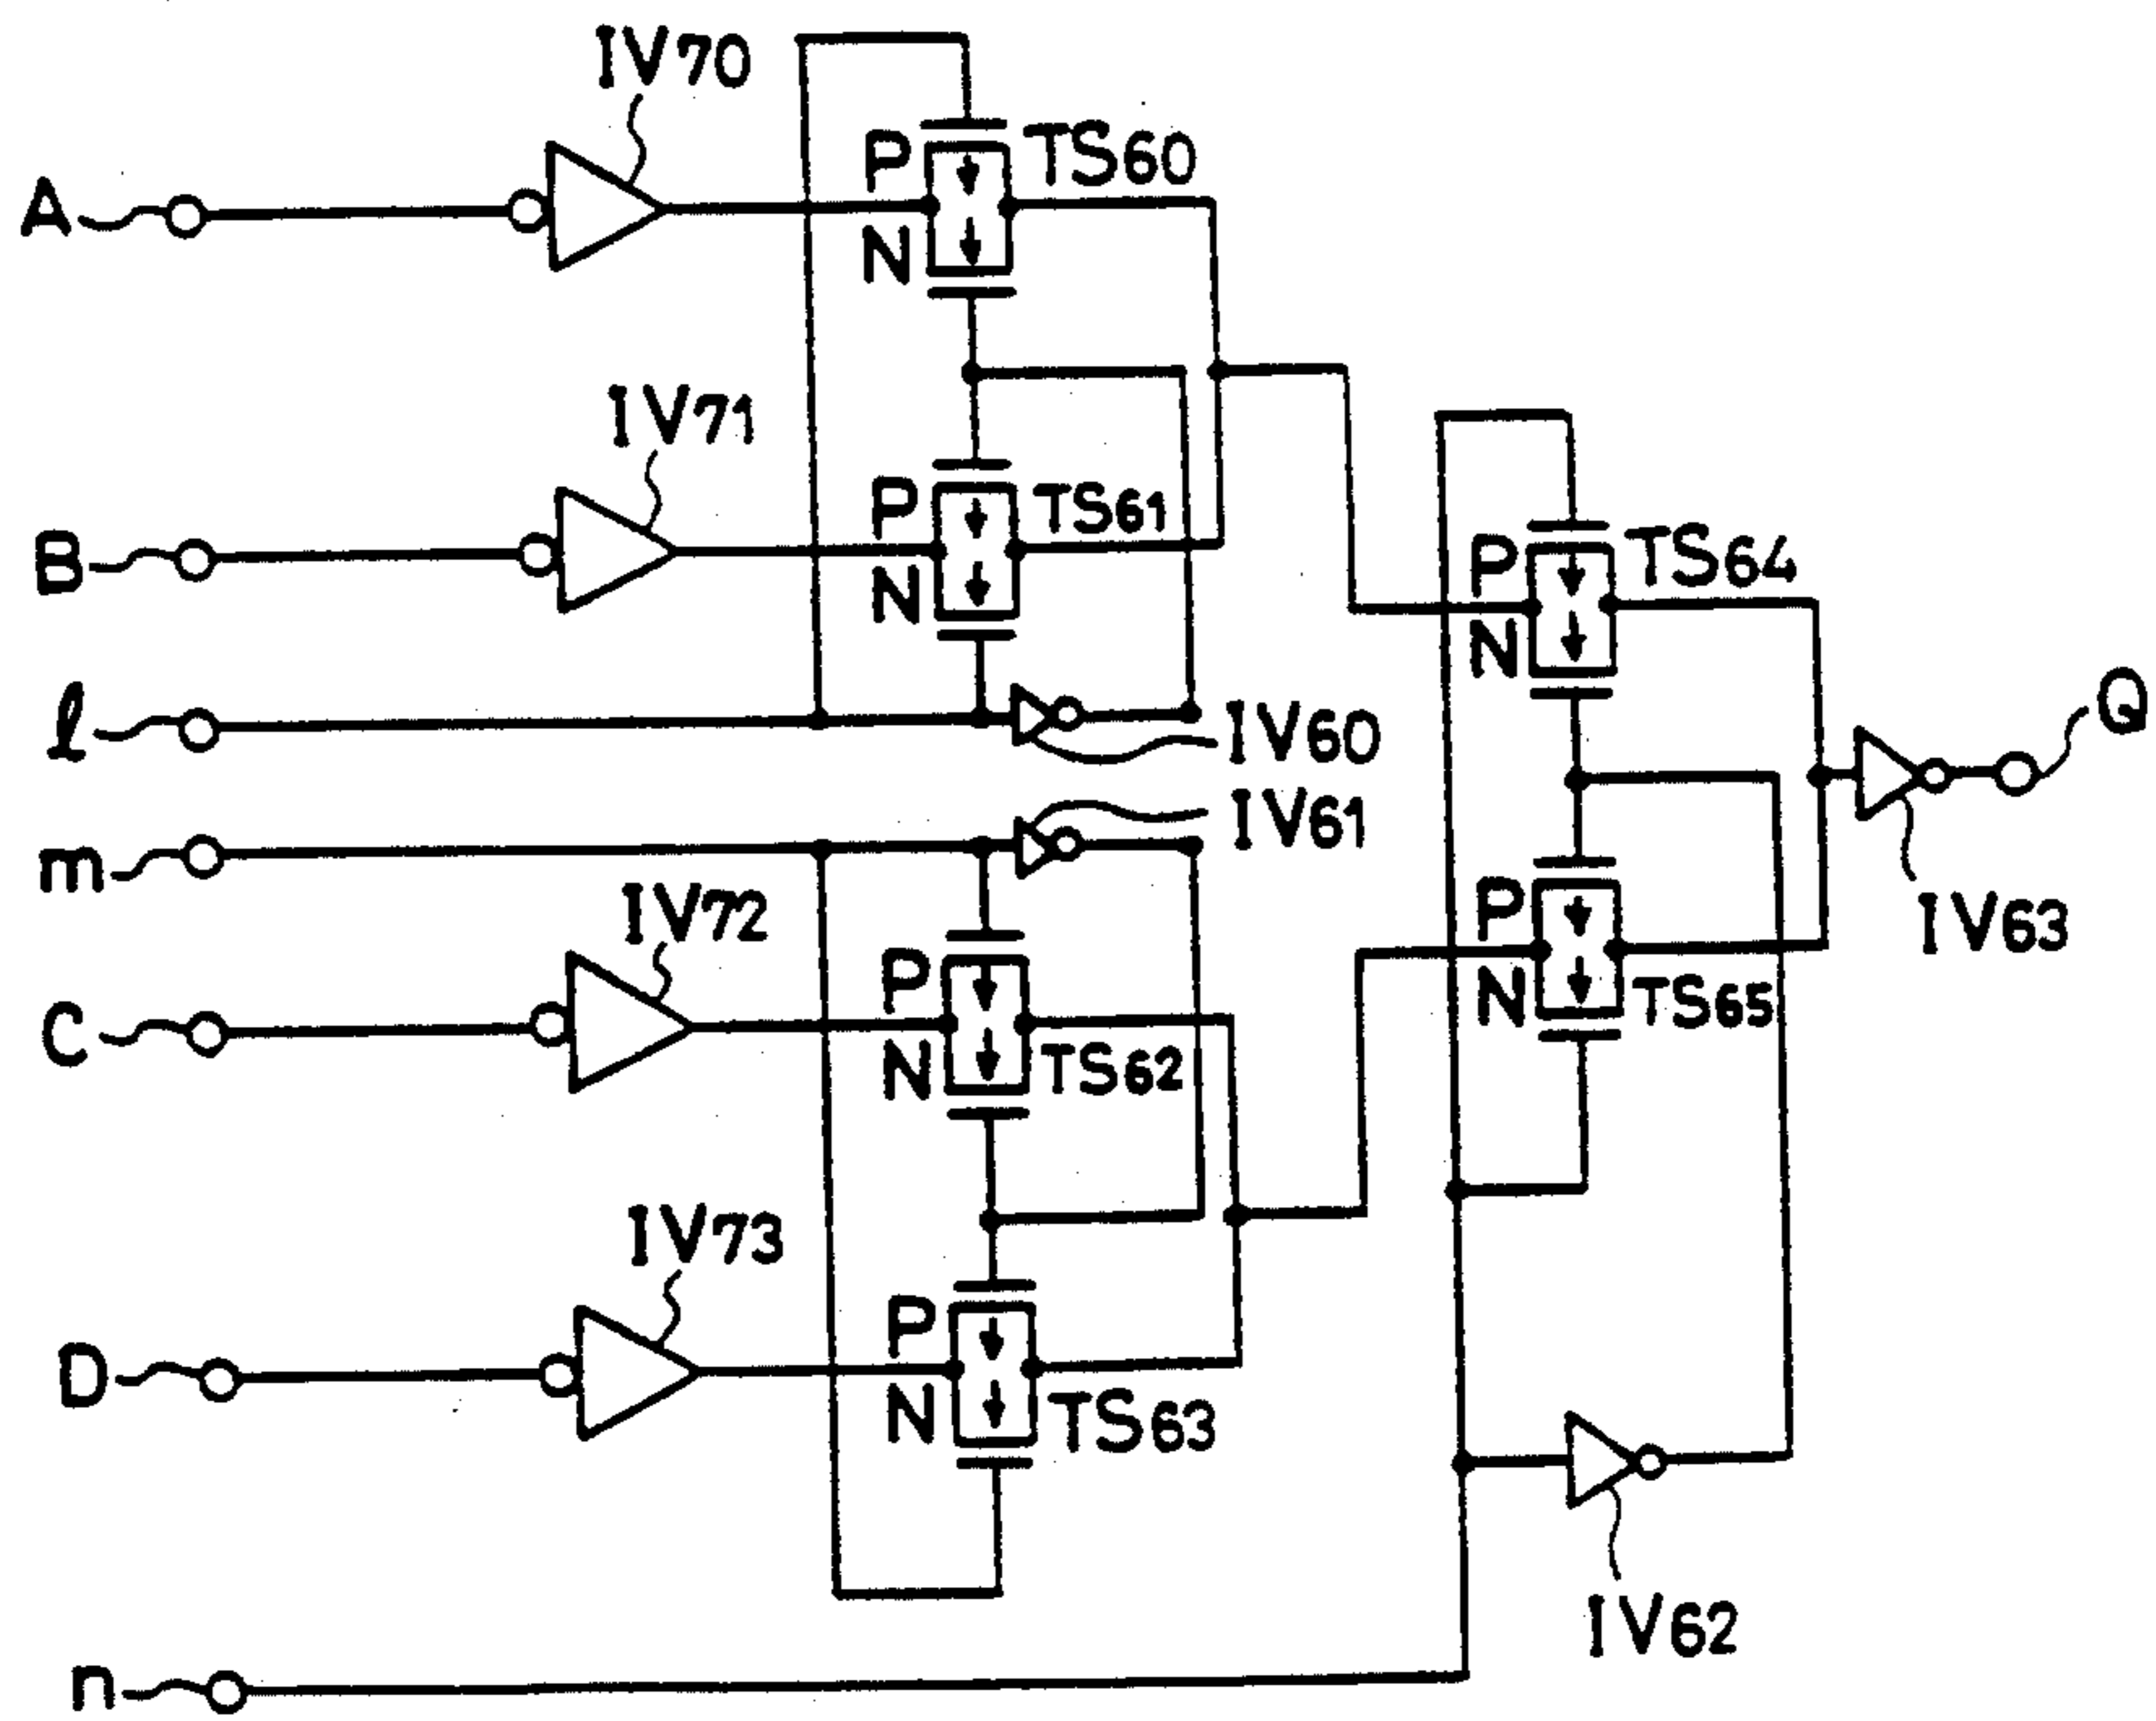 IV70
P TS60
A
N
IV71
P TS61
B
N
P TS64
N
l
IV60
Q
IV61
m
IV72
IV63
P
P
C
N TS65
N TS62
IV73
P
D
N TS63
IV62
n